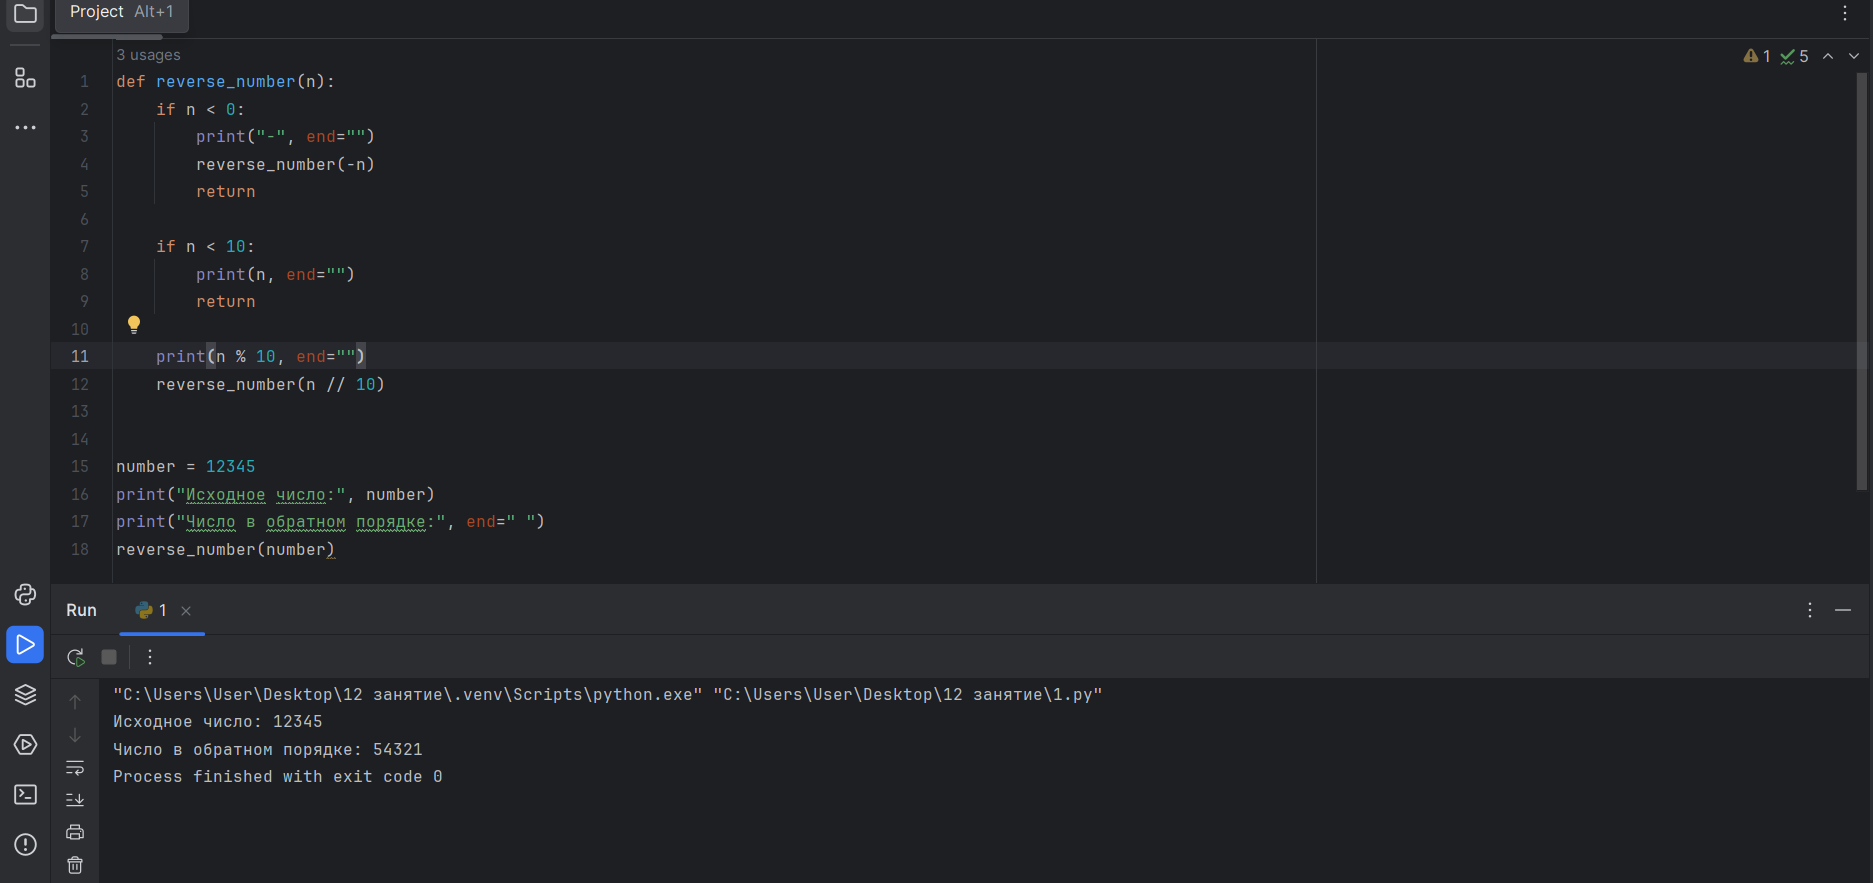 Project Alt+1
3 usages
1 5
1 def reverse_number(n):
2 if n < 0:
3 print("-", end="")
4 reverse_number(-n)
5 return
6
7 if n < 10:
8 print(n, end="")
9 return
10
11 print(n % 10, end="")
12 reverse_number(n // 10)
13
14
15 number = 12345
16 print("Исходное число:", number)
17 print("Число в обратном порядке:", end=" ")
18 reverse_number(number)
Run 1
"C:\Users\User\Desktop\12 занятие\.venv\Scripts\python.exe" "C:\Users\User\Desktop\12 занятие\1.py"
Исходное число: 12345
Число в обратном порядке: 54321
Process finished with exit code 0